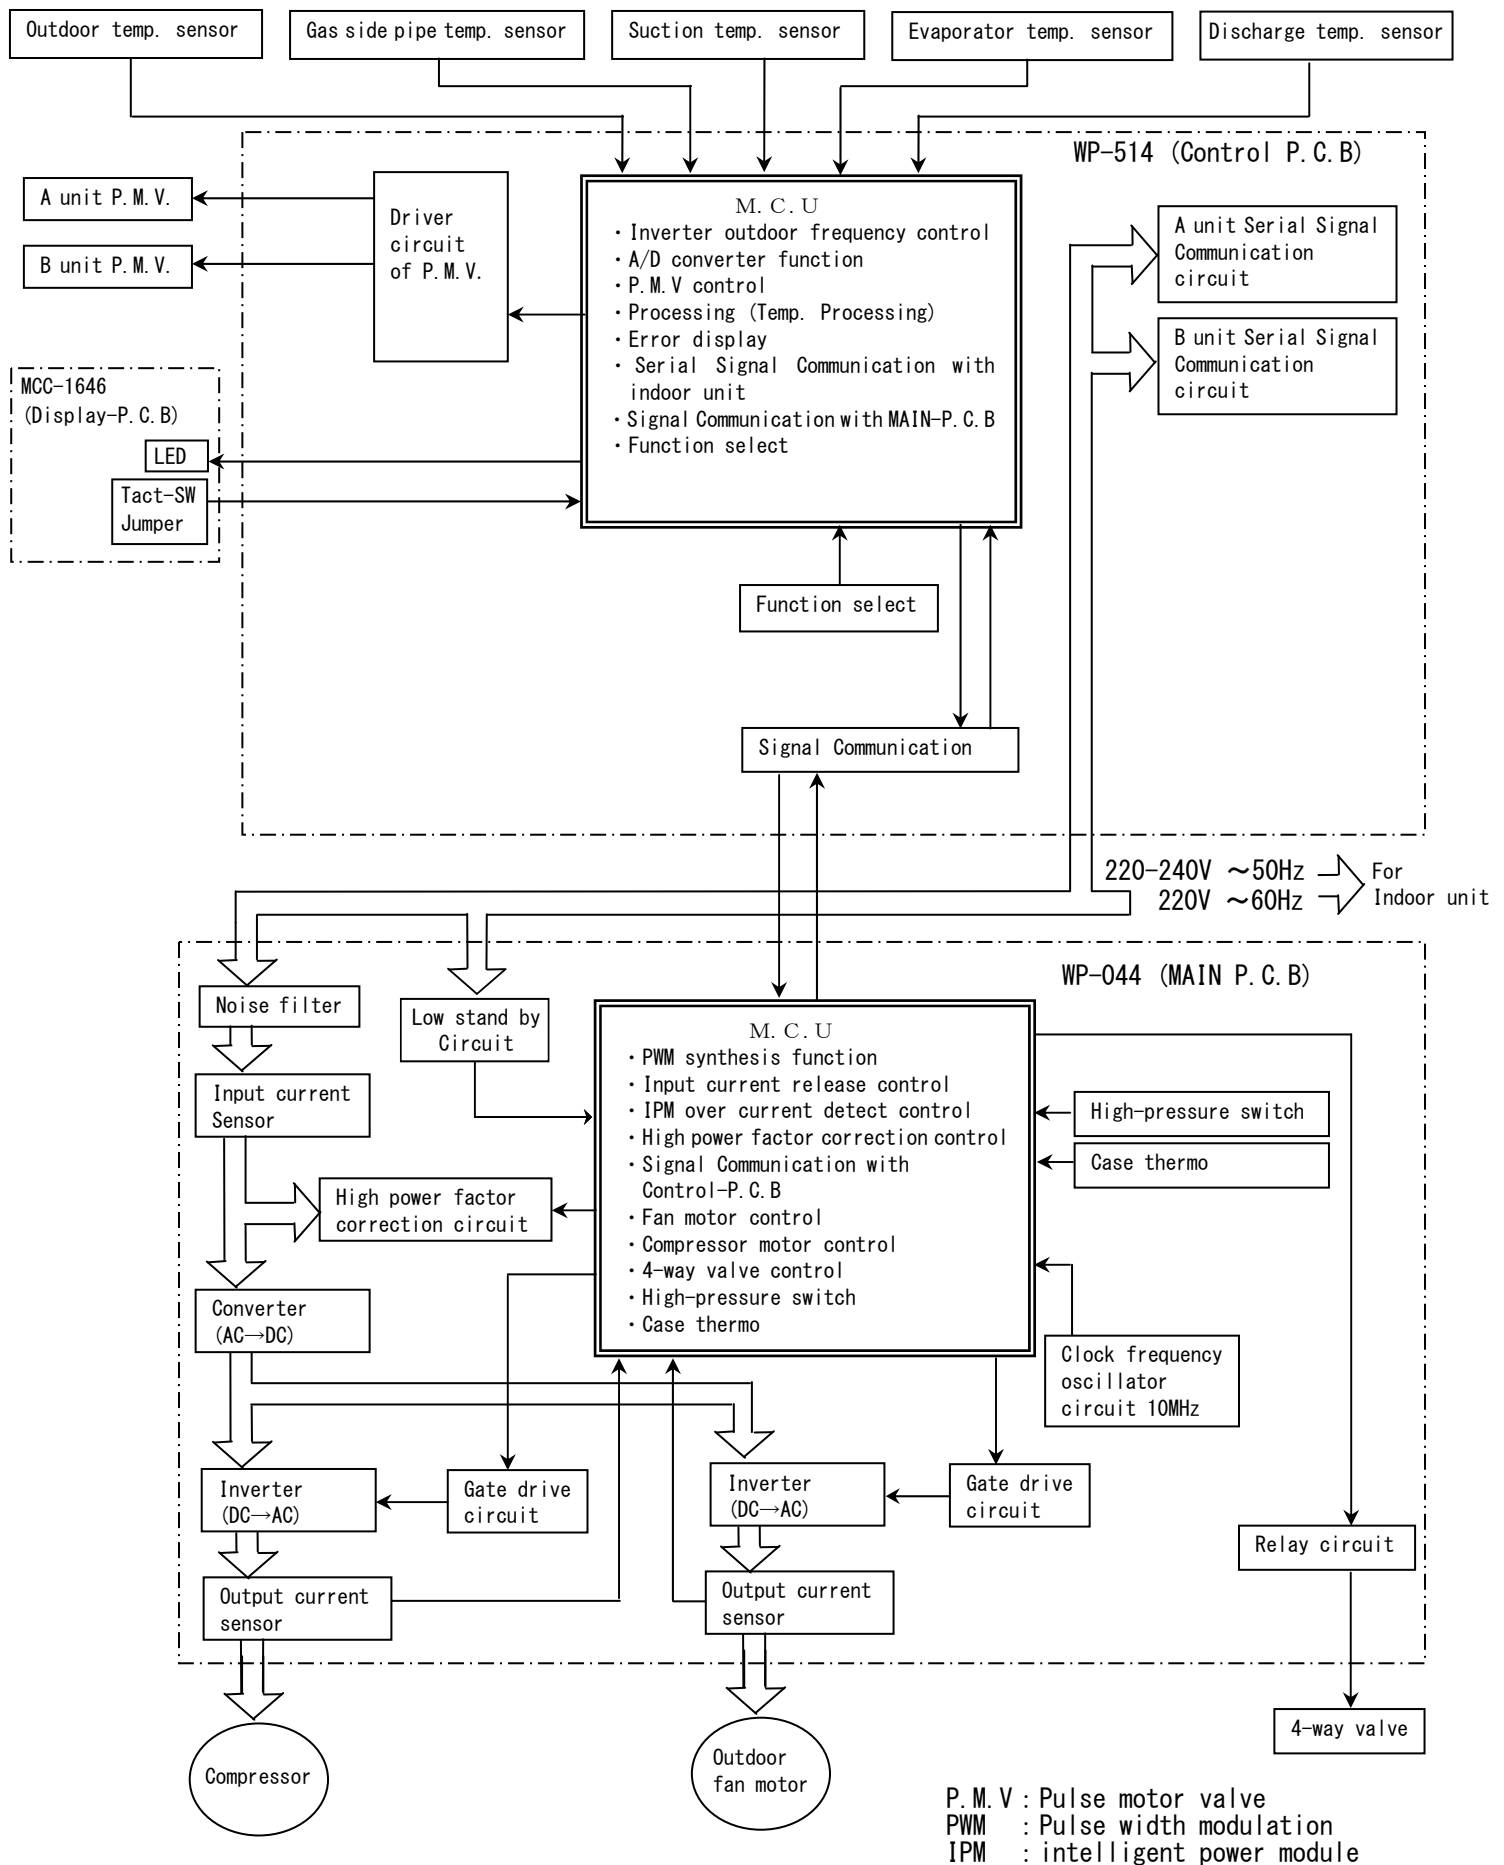 Outdoor temp. sensor
Gas side pipe temp. sensor
Suction temp. sensor
Evaporator temp. sensor
Discharge temp. sensor
WP-514 (Control P.C.B)
A unit P.M.V.
B unit P.M.V.
Driver
circuit
of P.M.V.
M.C.U
・Inverter outdoor frequency control
・A/D converter function
・P.M.V control
・Processing (Temp. Processing)
・Error display
・Serial Signal Communication with
indoor unit
・Signal Communication with MAIN-P.C.B
・Function select
A unit Serial Signal
Communication
circuit
B unit Serial Signal
Communication
circuit
MCC-1646
(Display-P.C.B)
LED
Tact-SW
Jumper
Function select
Signal Communication
220-240V ～50Hz
220V ～60Hz
For
Indoor unit
WP-044 (MAIN P.C.B)
Noise filter
Low stand by
Circuit
Input current
Sensor
M.C.U
・PWM synthesis function
・Input current release control
・IPM over current detect control
・High power factor correction control
・Signal Communication with
Control-P.C.B
・Fan motor control
・Compressor motor control
・4-way valve control
・High-pressure switch
・Case thermo
High-pressure switch
Case thermo
High power factor
correction circuit
Converter
(AC→DC)
Clock frequency
oscillator
circuit 10MHz
Inverter
(DC→AC)
Gate drive
circuit
Inverter
(DC→AC)
Gate drive
circuit
Relay circuit
Output current
sensor
Output current
sensor
Compressor
Outdoor
fan motor
4-way valve
P.M.V : Pulse motor valve
PWM : Pulse width modulation
IPM : intelligent power module